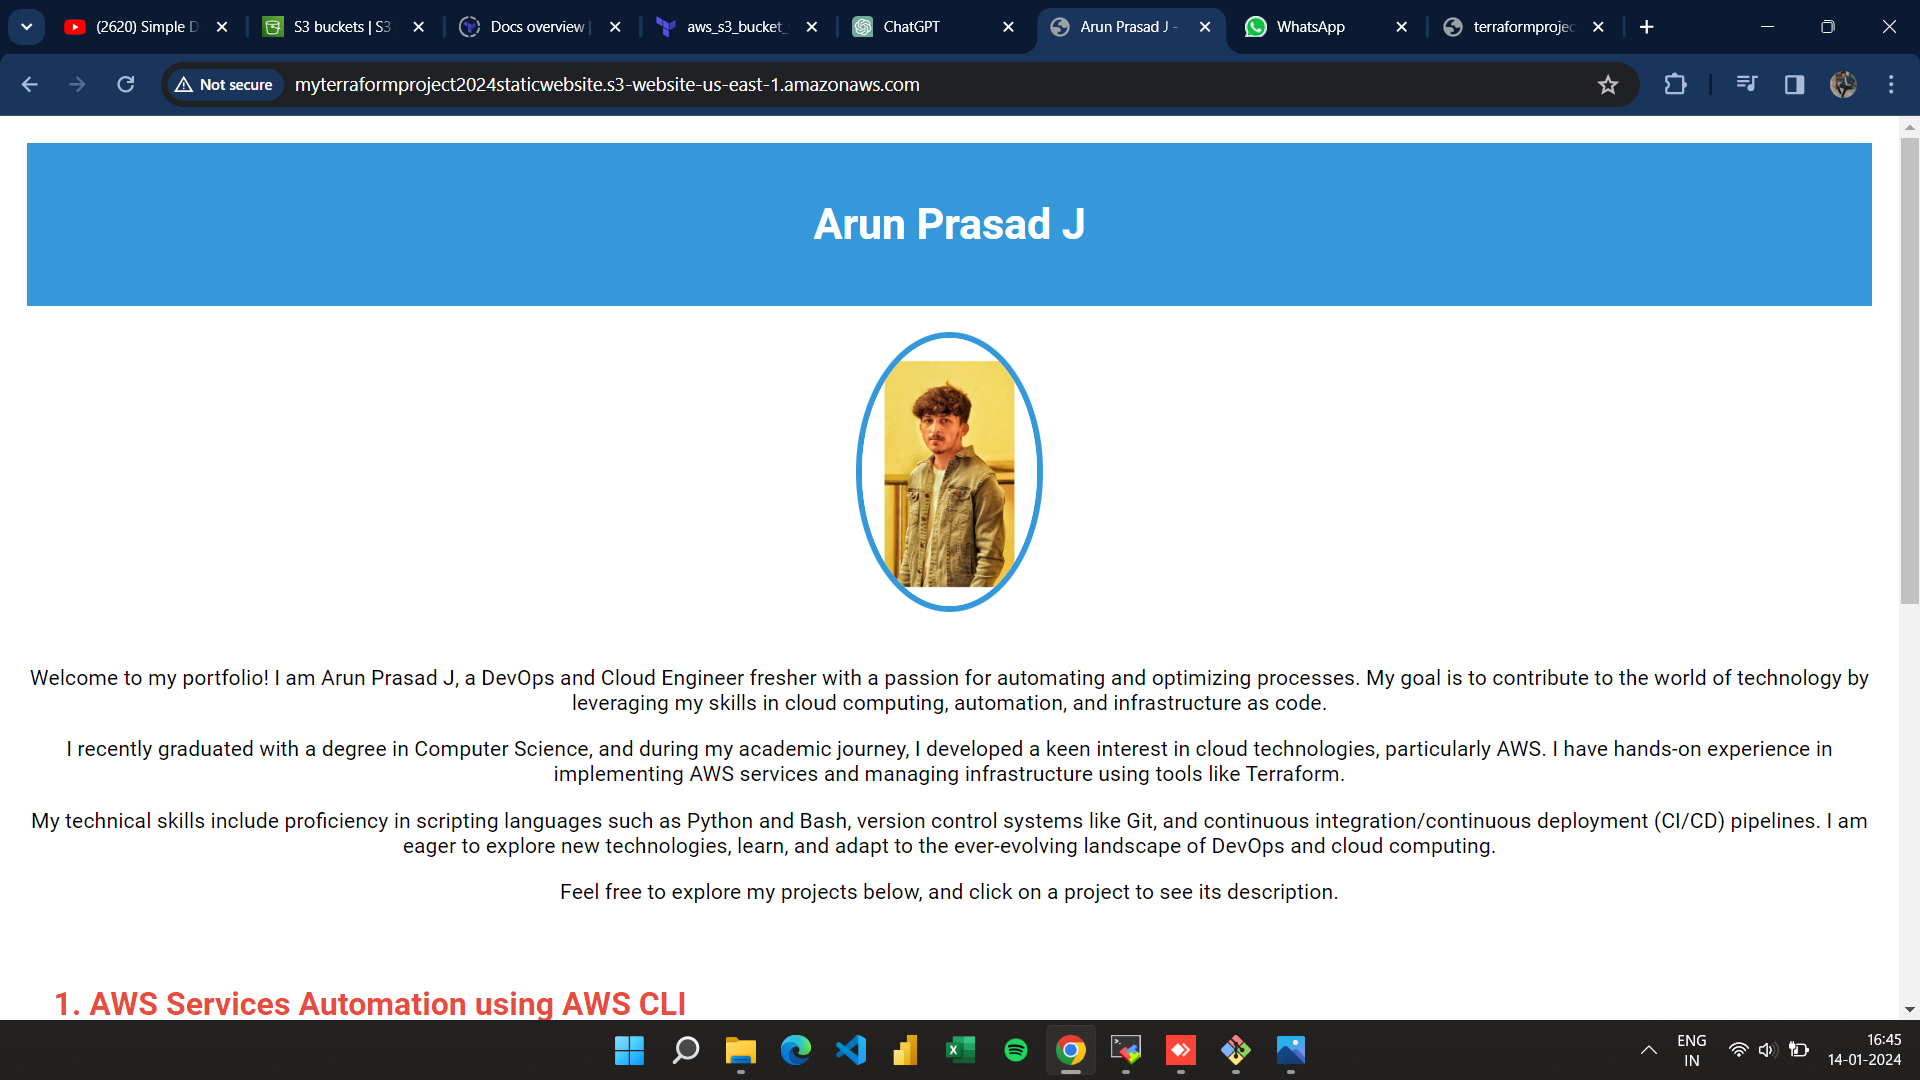 (2620) Simple D
S3 buckets | S3
Docs overview |
aws_s3_bucket_
ChatGPT
Arun Prasad J -
WhatsApp
terraformprojec
Not secure
myterraformproject2024staticwebsite.s3-website-us-east-1.amazonaws.com
Arun Prasad J
Welcome to my portfolio! I am Arun Prasad J, a DevOps and Cloud Engineer fresher with a passion for automating and optimizing processes. My goal is to contribute to the world of technology by
leveraging my skills in cloud computing, automation, and infrastructure as code.
I recently graduated with a degree in Computer Science, and during my academic journey, I developed a keen interest in cloud technologies, particularly AWS. I have hands-on experience in
implementing AWS services and managing infrastructure using tools like Terraform.
My technical skills include proficiency in scripting languages such as Python and Bash, version control systems like Git, and continuous integration/continuous deployment (CI/CD) pipelines. I am
eager to explore new technologies, learn, and adapt to the ever-evolving landscape of DevOps and cloud computing.
Feel free to explore my projects below, and click on a project to see its description.
1. AWS Services Automation using AWS CLI
ENG
IN
16:45
14-01-2024